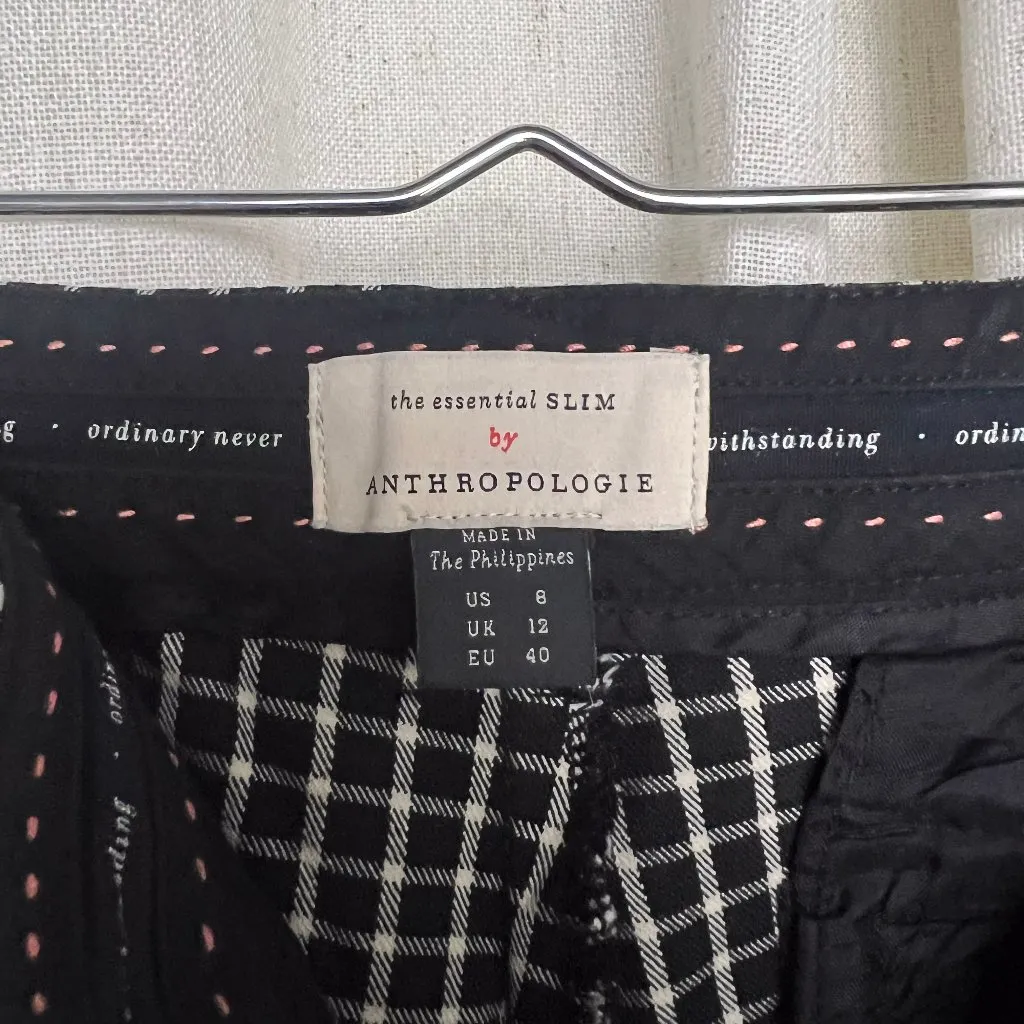 ordinary never
the essential SLIM
by
ANTHROPOLOGIE
withstanding · ordin
MADE IN
The Philippines
US 8
UK 12
EU 40